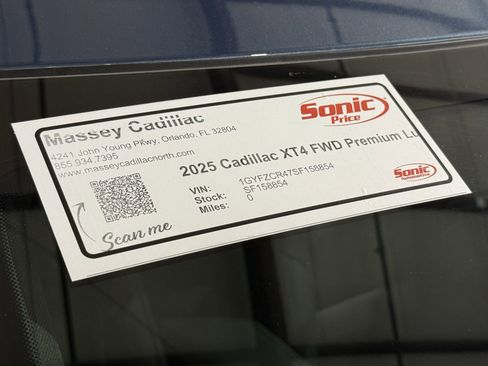 Massey Cadillac
4241 John Young Pkwy, Orlando, FL 32804
855.934.7395
www.masseycadillacnorth.com
Sonic
Price
2025 Cadillac XT4 FWD Premium Lu
VIN: 1GYFZCR47SF158854
Stock: SF158854
Miles: 0
Scan me
Sonic
Automotive